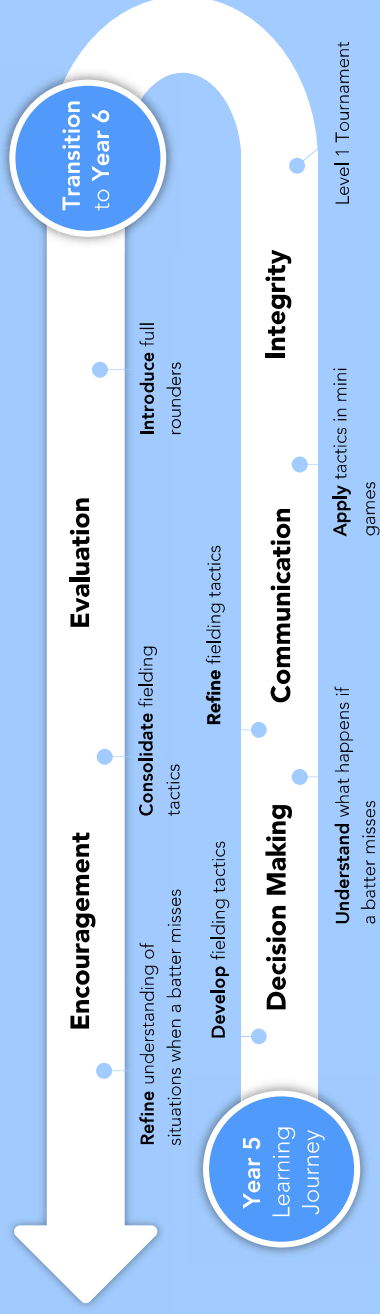 Year 5
Learning
Journey
Develop fielding tactics
Decision Making
Understand what happens if
a batter misses
Refine fielding tactics
Communication
Apply tactics in mini
games
Integrity
Level 1 Tournament
Transition
to Year 6
Introduce full
rounders
Evaluation
Consolidate fielding
tactics
Encouragement
Refine understanding of
situations when a batter misses